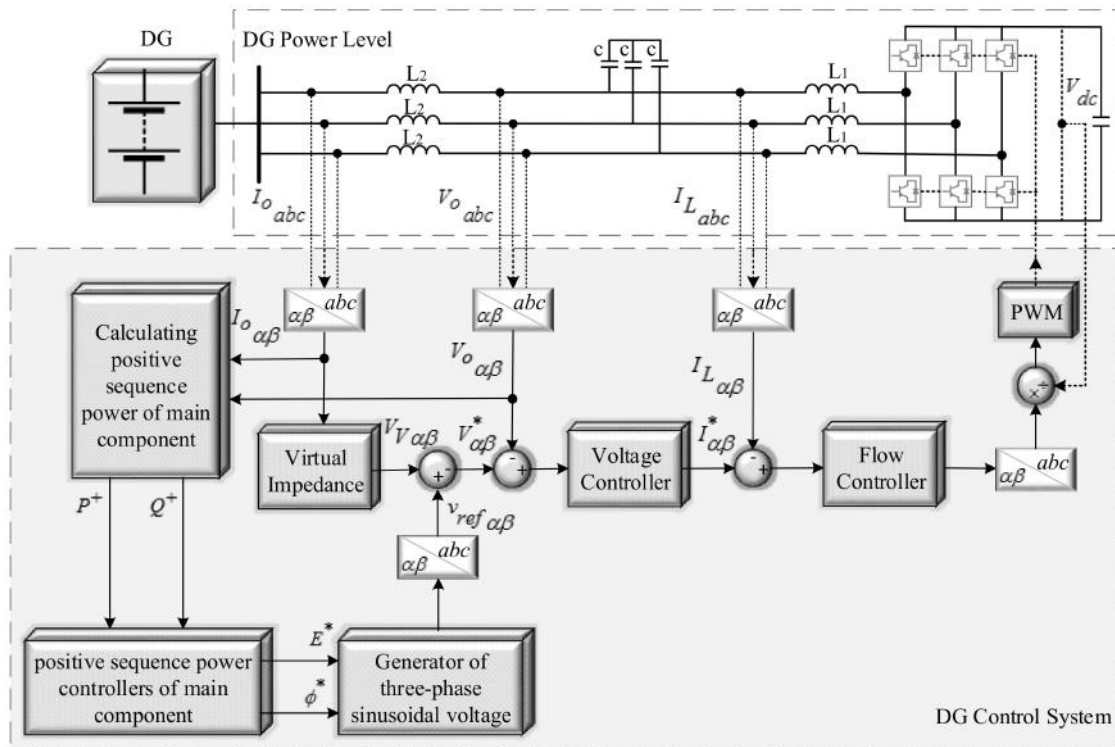 DG
DG Power Level
c
c
c
L2
L2
L2
L1
L1
L1
Vdc
Io abc
Vo abc
IL abc
αβ abc
αβ abc
αβ abc
PWM
Calculating
positive
sequence
power of main
component
Io αβ
Vo αβ
IL αβ
× ÷
Virtual
Impedance
VV αβ
+ -
V*αβ
- +
Voltage
Controller
I*αβ
- +
Flow
Controller
αβ abc
P+
Q+
vref αβ
αβ abc
positive sequence power
controllers of main
component
E*
ϕ*
Generator of
three-phase
sinusoidal voltage
DG Control System